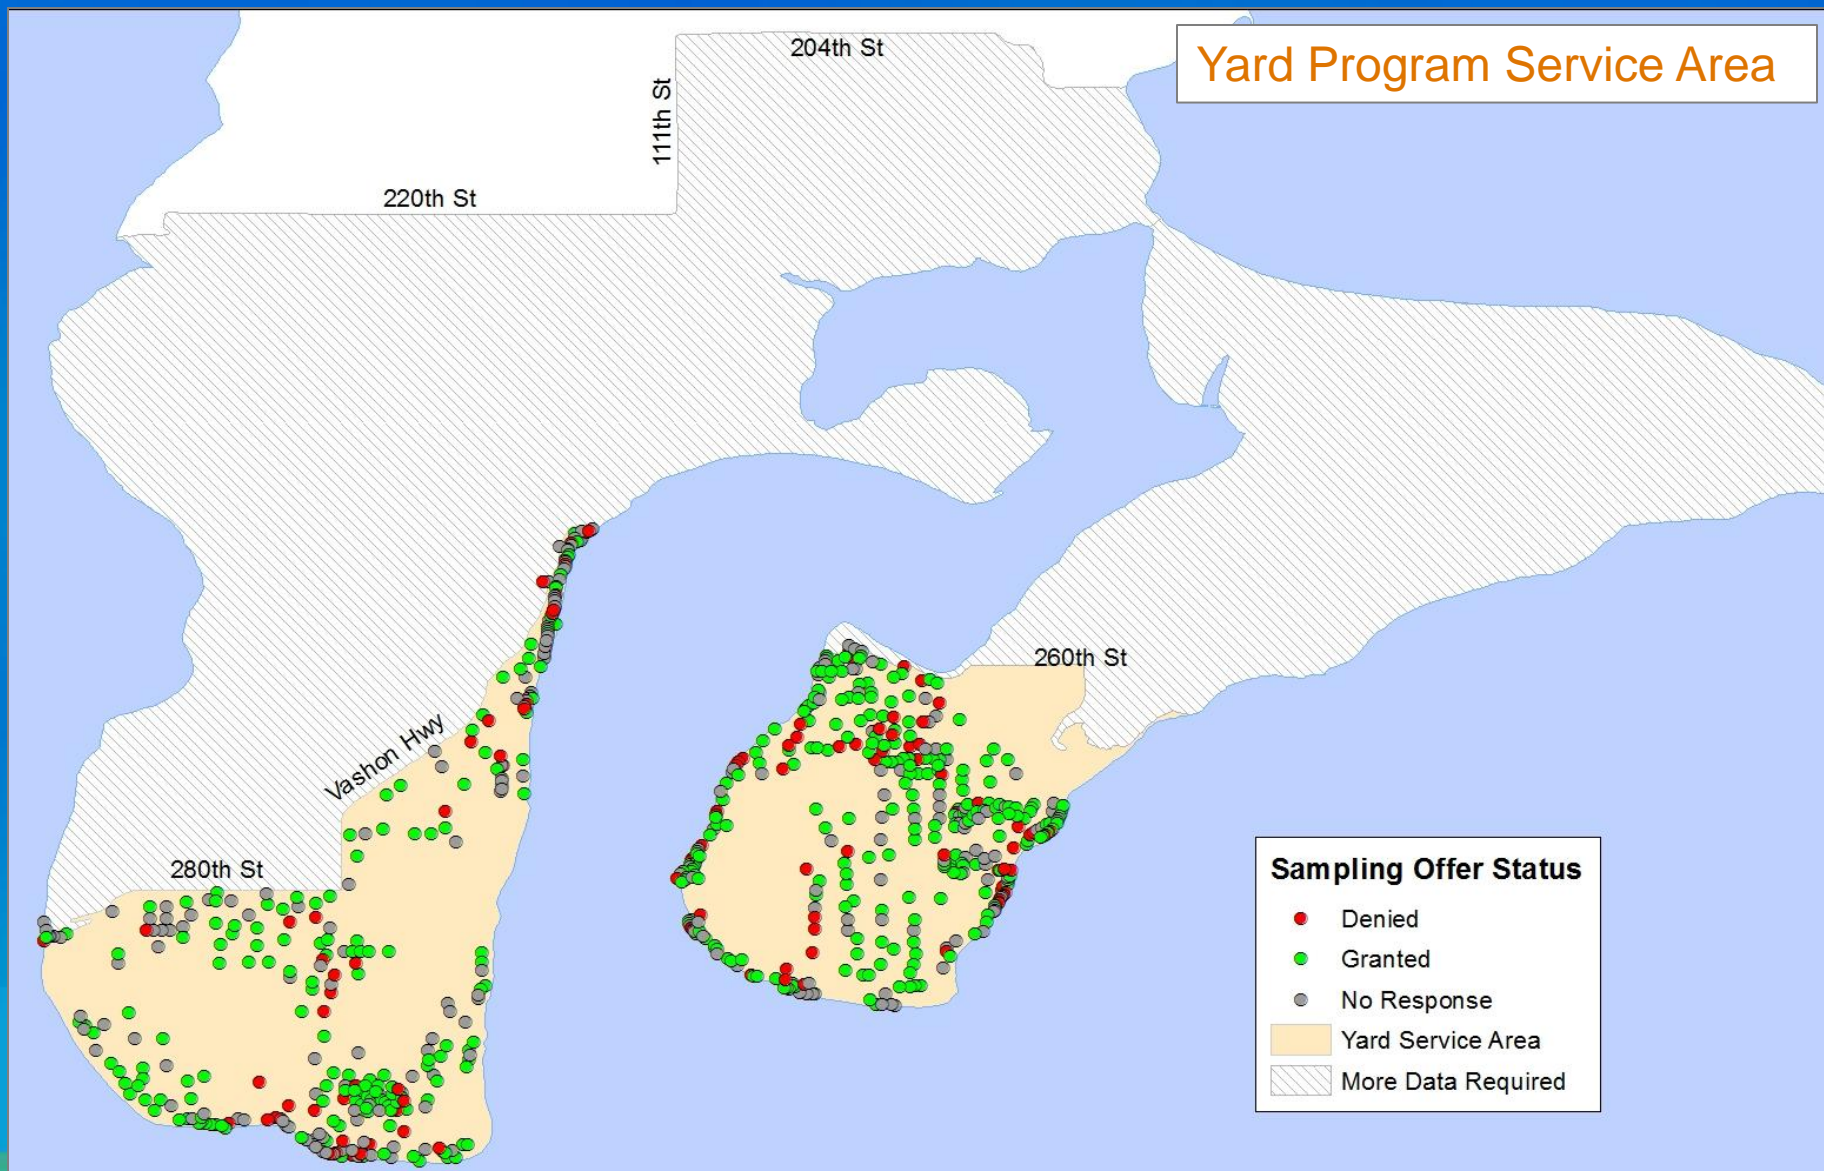 Yard Program Service Area
204th St
111th St
220th St
260th St
Vashon Hwy
280th St
Sampling Offer Status
Denied
Granted
No Response
Yard Service Area
More Data Required